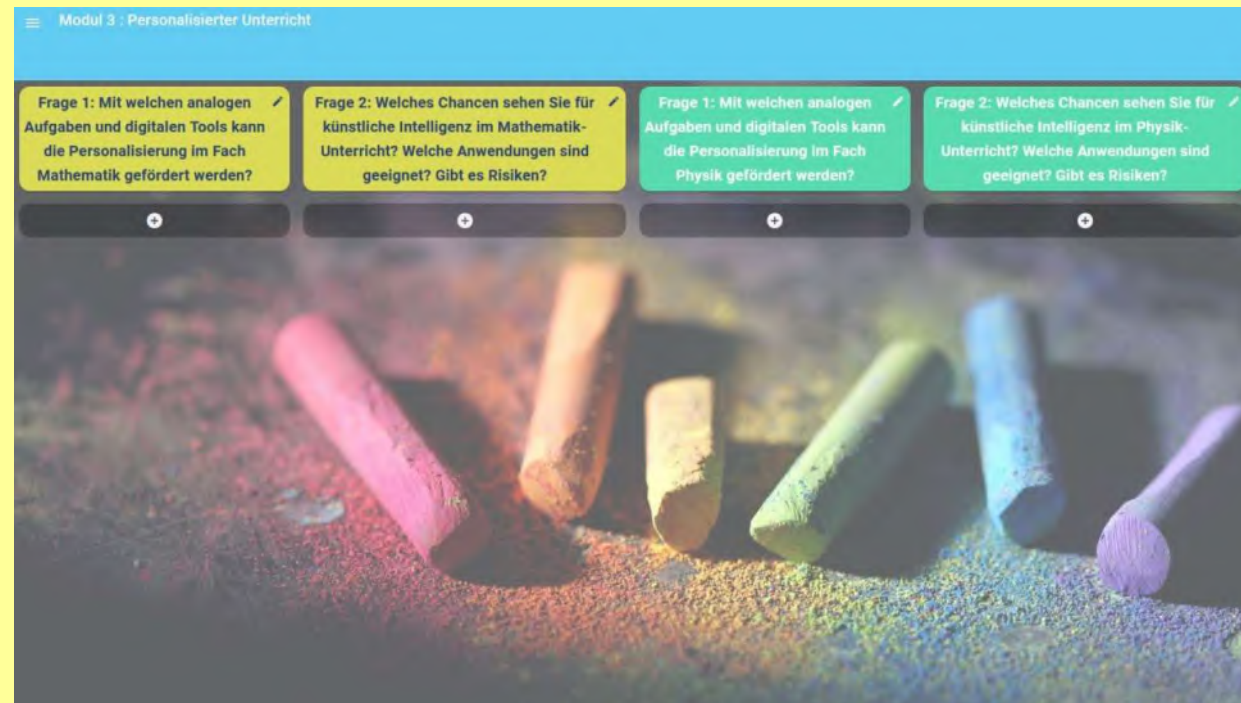 Modul 3 : Personalisierter Unterricht
Frage 1: Mit welchen analogen
Aufgaben und digitalen Tools kann
die Personalisierung im Fach
Mathematik gefördert werden?
Frage 2: Welches Chancen sehen Sie für
künstliche Intelligenz im Mathematik-
Unterricht? Welche Anwendungen sind
geeignet? Gibt es Risiken?
Frage 1: Mit welchen analogen
Aufgaben und digitalen Tools kann
die Personalisierung im Fach
Physik gefördert werden?
Frage 2: Welches Chancen sehen Sie für
künstliche Intelligenz im Physik-
Unterricht? Welche Anwendungen sind
geeignet? Gibt es Risiken?